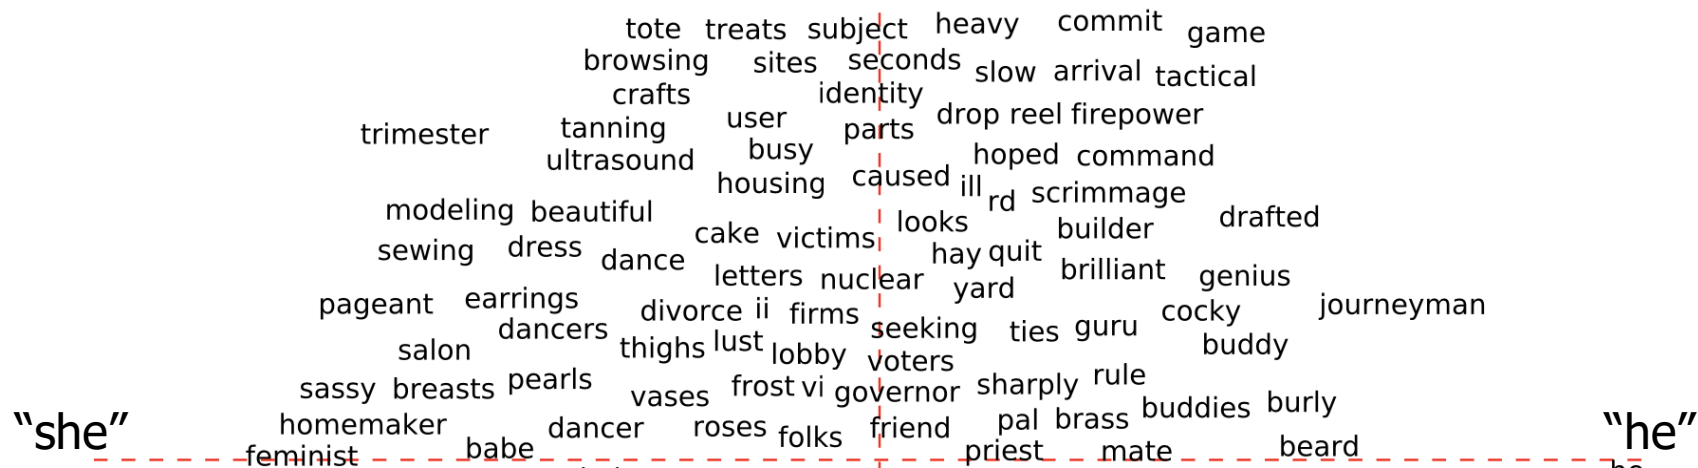 tote treats subject heavy commit game
browsing sites seconds slow arrival tactical
crafts identity drop reel firepower
trimester tanning user parts
ultrasound busy hoped command
housing caused ill rd scrimmage
modeling beautiful looks builder drafted
sewing dress dance cake victims hay quit
letters nuclear yard brilliant genius
pageant earrings divorce ii firms cocky journeyman
dancers seeking ties guru
salon thighs lust lobby voters buddy
sassy breasts pearls vases frost vi governor sharply rule
“she” homemaker dancer roses folks friend pal brass buddies burly “he”
feminist babe priest mate beard